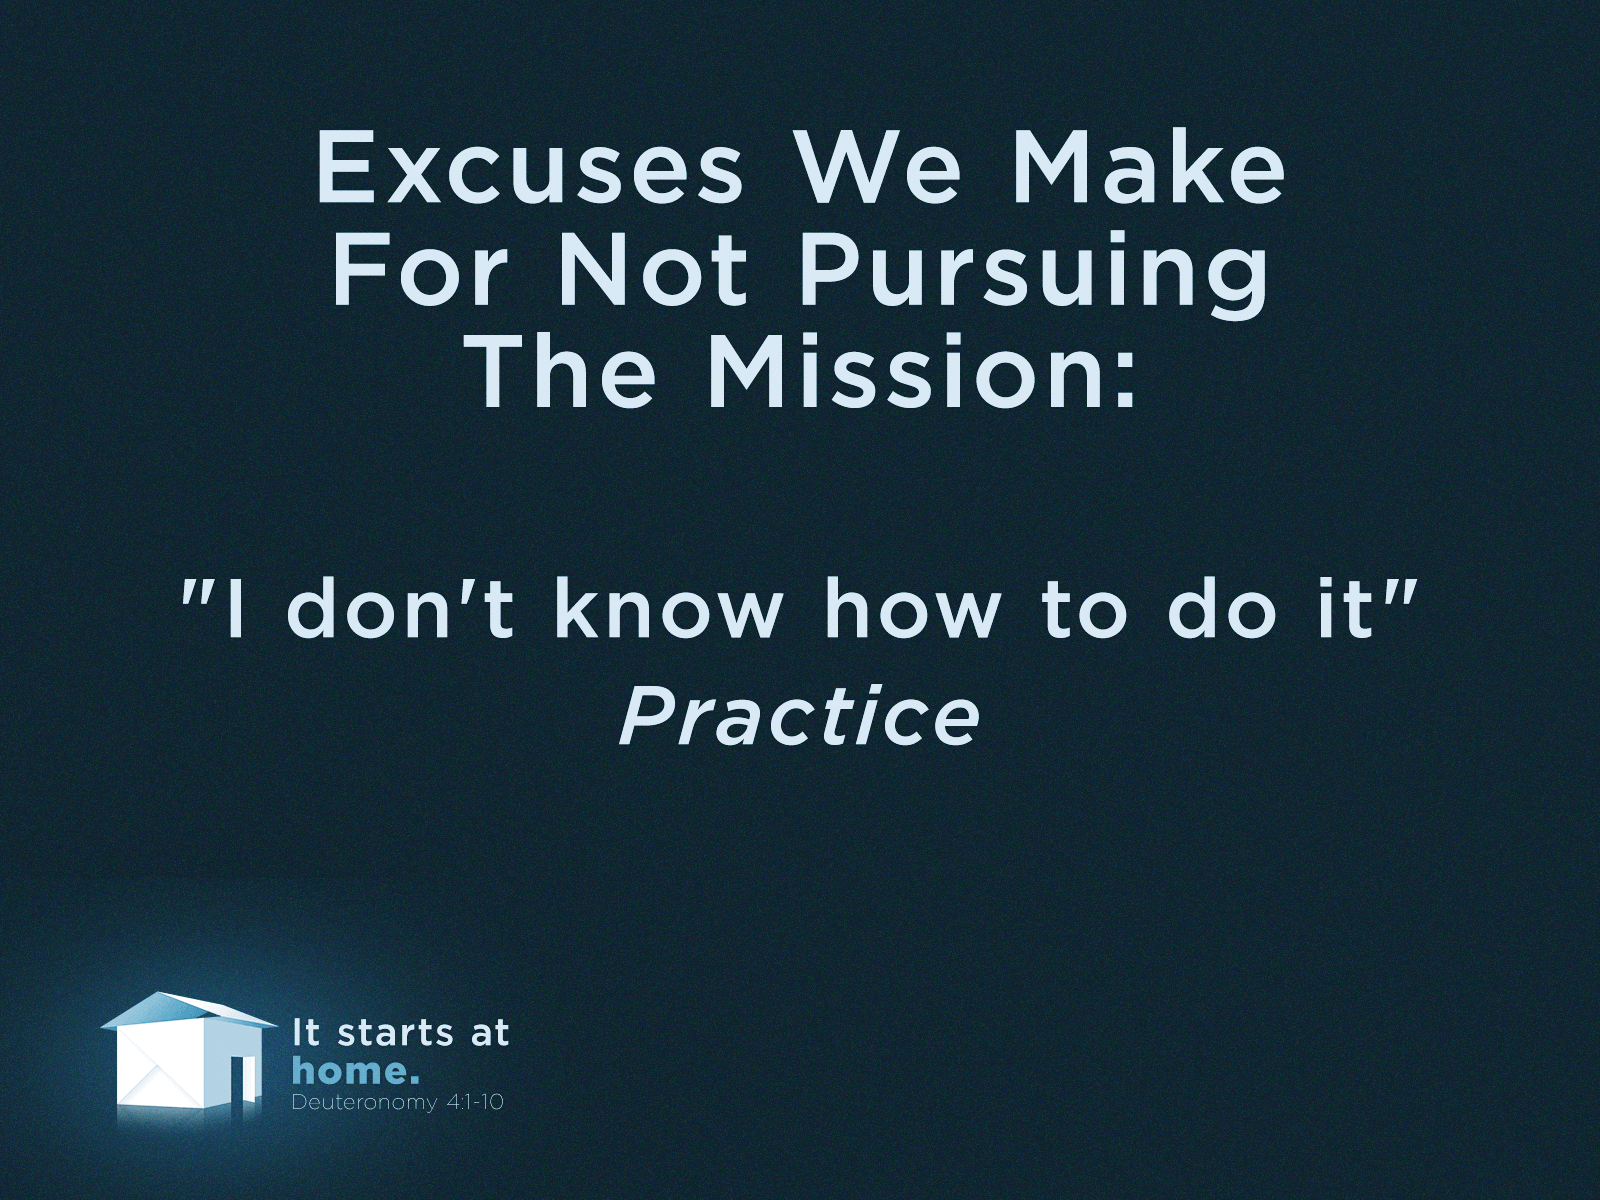 Excuses We Make
For Not Pursuing
The Mission:
"I don't know how to do it"
Practice
It starts at
home.
Deuteronomy 4:1-10